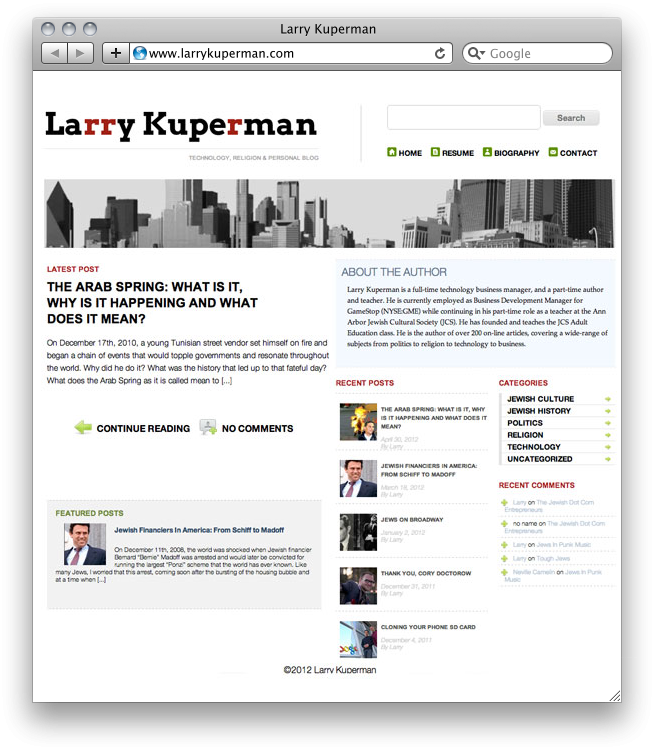 Larry Kuperman
www.larrykuperman.com
Google
Larry Kuperman
TECHNOLOGY, RELIGION & PERSONAL BLOG
Search
HOME RESUME BIOGRAPHY CONTACT
LATEST POST
THE ARAB SPRING: WHAT IS IT,
WHY IS IT HAPPENING AND WHAT
DOES IT MEAN?
On December 17th, 2010, a young Tunisian street vendor set himself on fire and
began a chain of events that would topple governments and resonate throughout
the world. Why did he do it? What was the history that led up to that fateful day?
What does the Arab Spring as it is called mean to [...]
CONTINUE READING NO COMMENTS
FEATURED POSTS
Jewish Financiers In America: From Schiff to Madoff
On December 11th, 2008, the world was shocked when Jewish financier
Bernard "Bernie" Madoff was arrested and would later be convicted for
running the largest "Ponzi" scheme that the world has ever known. Like
many Jews, I worried that this arrest, coming soon after the bursting of the housing bubble and
at a time when [...]
ABOUT THE AUTHOR
Larry Kuperman is a full-time technology business manager, and a part-time author
and teacher. He is currently employed as Business Development Manager for
GameStop (NYSE:GME) while continuing in his part-time role as a teacher at the Ann
Arbor Jewish Cultural Society (JCS). He has founded and teaches the JCS Adult
Education class. He is the author of over 200 on-line articles, covering a wide-range of
subjects from politics to religion to technology to business.
RECENT POSTS
THE ARAB SPRING: WHAT IS IT, WHY
IS IT HAPPENING AND WHAT DOES IT
MEAN?
April 30, 2012
By Larry
JEWISH FINANCIERS IN AMERICA:
FROM SCHIFF TO MADOFF
March 18, 2012
By Larry
JEWS ON BROADWAY
January 2, 2012
By Larry
THANK YOU, CORY DOCTOROW
December 31, 2011
By Larry
CLONING YOUR PHONE SD CARD
December 4, 2011
By Larry
CATEGORIES
JEWISH CULTURE
JEWISH HISTORY
POLITICS
RELIGION
TECHNOLOGY
UNCATEGORIZED
RECENT COMMENTS
Larry on The Jewish Dot Com
Entrepreneurs
no name on The Jewish Dot Com
Entrepreneurs
Larry on Jews In Punk Music
Larry on Tough Jews
Neville Camelin on Jews In Punk
Music
©2012 Larry Kuperman